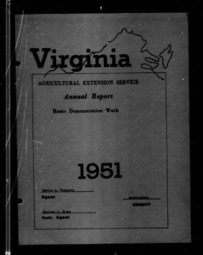 Virginia
AGRICULTURAL EXTENSION SERVICE
Annual Report
Home Demonstration Work
1951
Agent
COUNTY
Asst. Agent